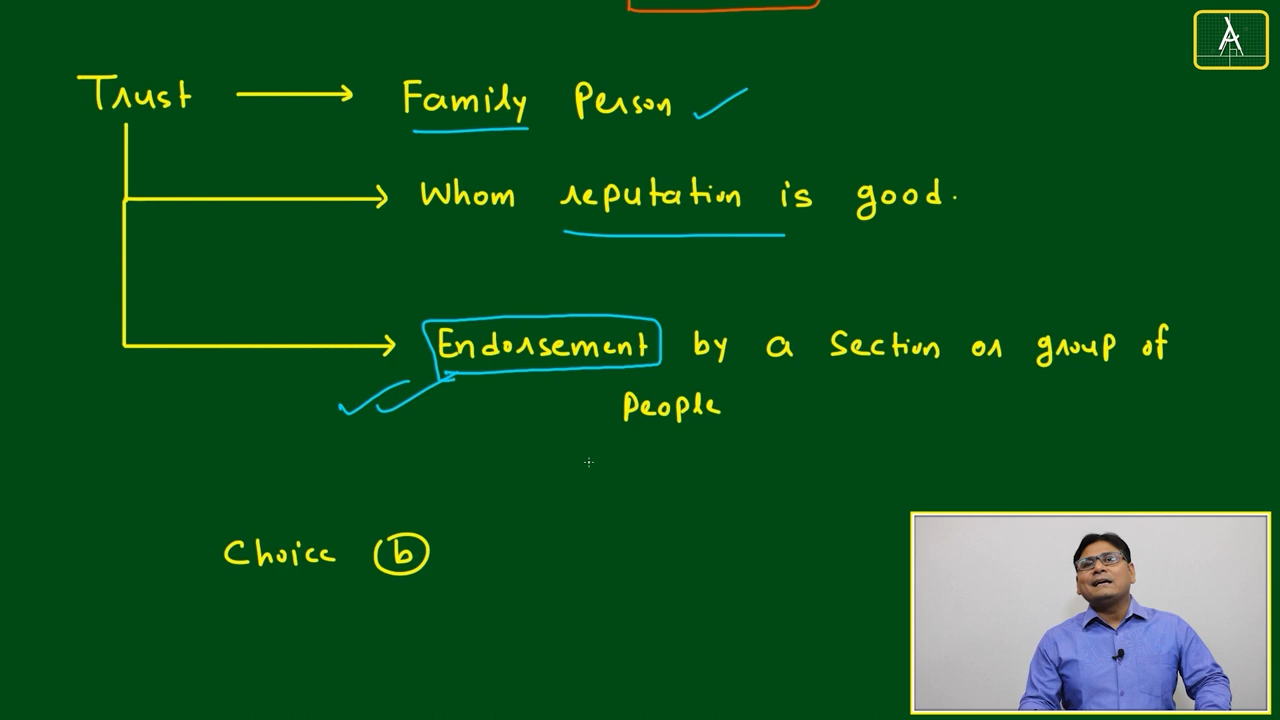 Trust → Family Person ✓
→ Whom reputation is good.
→ Endorsement by a section or group of
People
Choice b
A